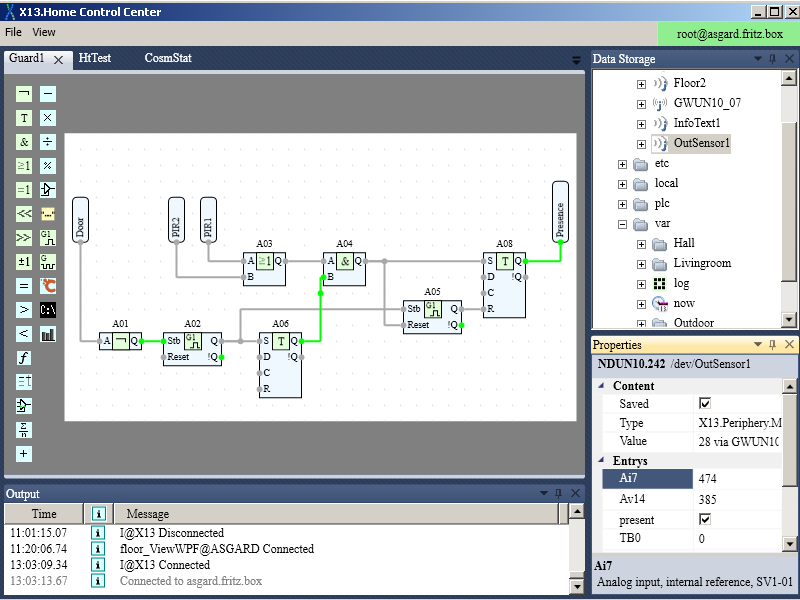 X13.Home Control Center
File View
root@asgard.fritz.box
Guard1 HtTest CosmStat
T
&
≥1 %
=1
<<
>> G1
±1 G
=
> C:\
<
f
Σ
n
+
Door
PIR2
PIR1
Presence
A03
A ≥1 Q
B
A04
A & Q
B
A08
S T Q
D !Q
C
R
A05
Stb G1 Q
Reset !Q
A01
A Q
A02
Stb G1 Q
Reset !Q
A06
S T Q
D !Q
C
R
Data Storage
Floor2
GWUN10_07
InfoText1
OutSensor1
etc
local
plc
var
Hall
Livingroom
log
now
Outdoor
Properties
NDUN10.242 /dev/OutSensor1
Content
Saved
Type X13.Periphery.M
Value 28 via GWUN10
Entrys
Ai7 474
Av14 385
present
TB0 0
Ai7
Analog input, internal reference, SV1-01
Output
Time i Message
11:01:15.07 i I@X13 Disconnected
11:20:06.74 i floor_ViewWPF@ASGARD Connected
13:03:09.34 i I@X13 Connected
13:03:13.67 i Connected to asgard.fritz.box